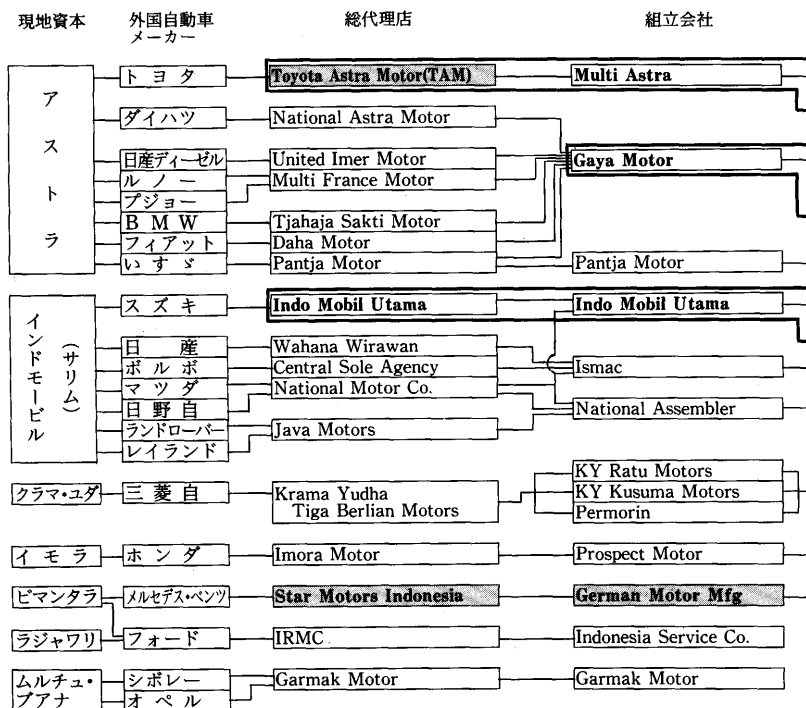 現地資本 外国自動車メーカー 総代理店 組立会社
アストラ
トヨタ Toyota Astra Motor(TAM) Multi Astra
ダイハツ National Astra Motor
日産ディーゼル United Imer Motor Gaya Motor
ルノー Multi France Motor
プジョー
BMW Tjahaja Sakti Motor
フィアット Daha Motor
いすゞ Pantja Motor Pantja Motor
インドモービル
(サリム)
スズキ Indo Mobil Utama Indo Mobil Utama
日産 Wahana Wirawan
ボルボ Central Sole Agency Ismac
マツダ National Motor Co.
日野自 National Assembler
ランドローバー Java Motors
レイランド
KY Ratu Motors
クラマ・ユダ 三菱自 Krama Yudha KY Kusuma Motors
Tiga Berlian Motors Permorin
イモラ ホンダ Imora Motor Prospect Motor
ビマンタラ メルセデス・ベンツ Star Motors Indonesia German Motor Mfg
ラジャワリ フォード IRMC Indonesia Service Co.
ムルチュ・ シボレー Garmak Motor Garmak Motor
ブアナ オペル